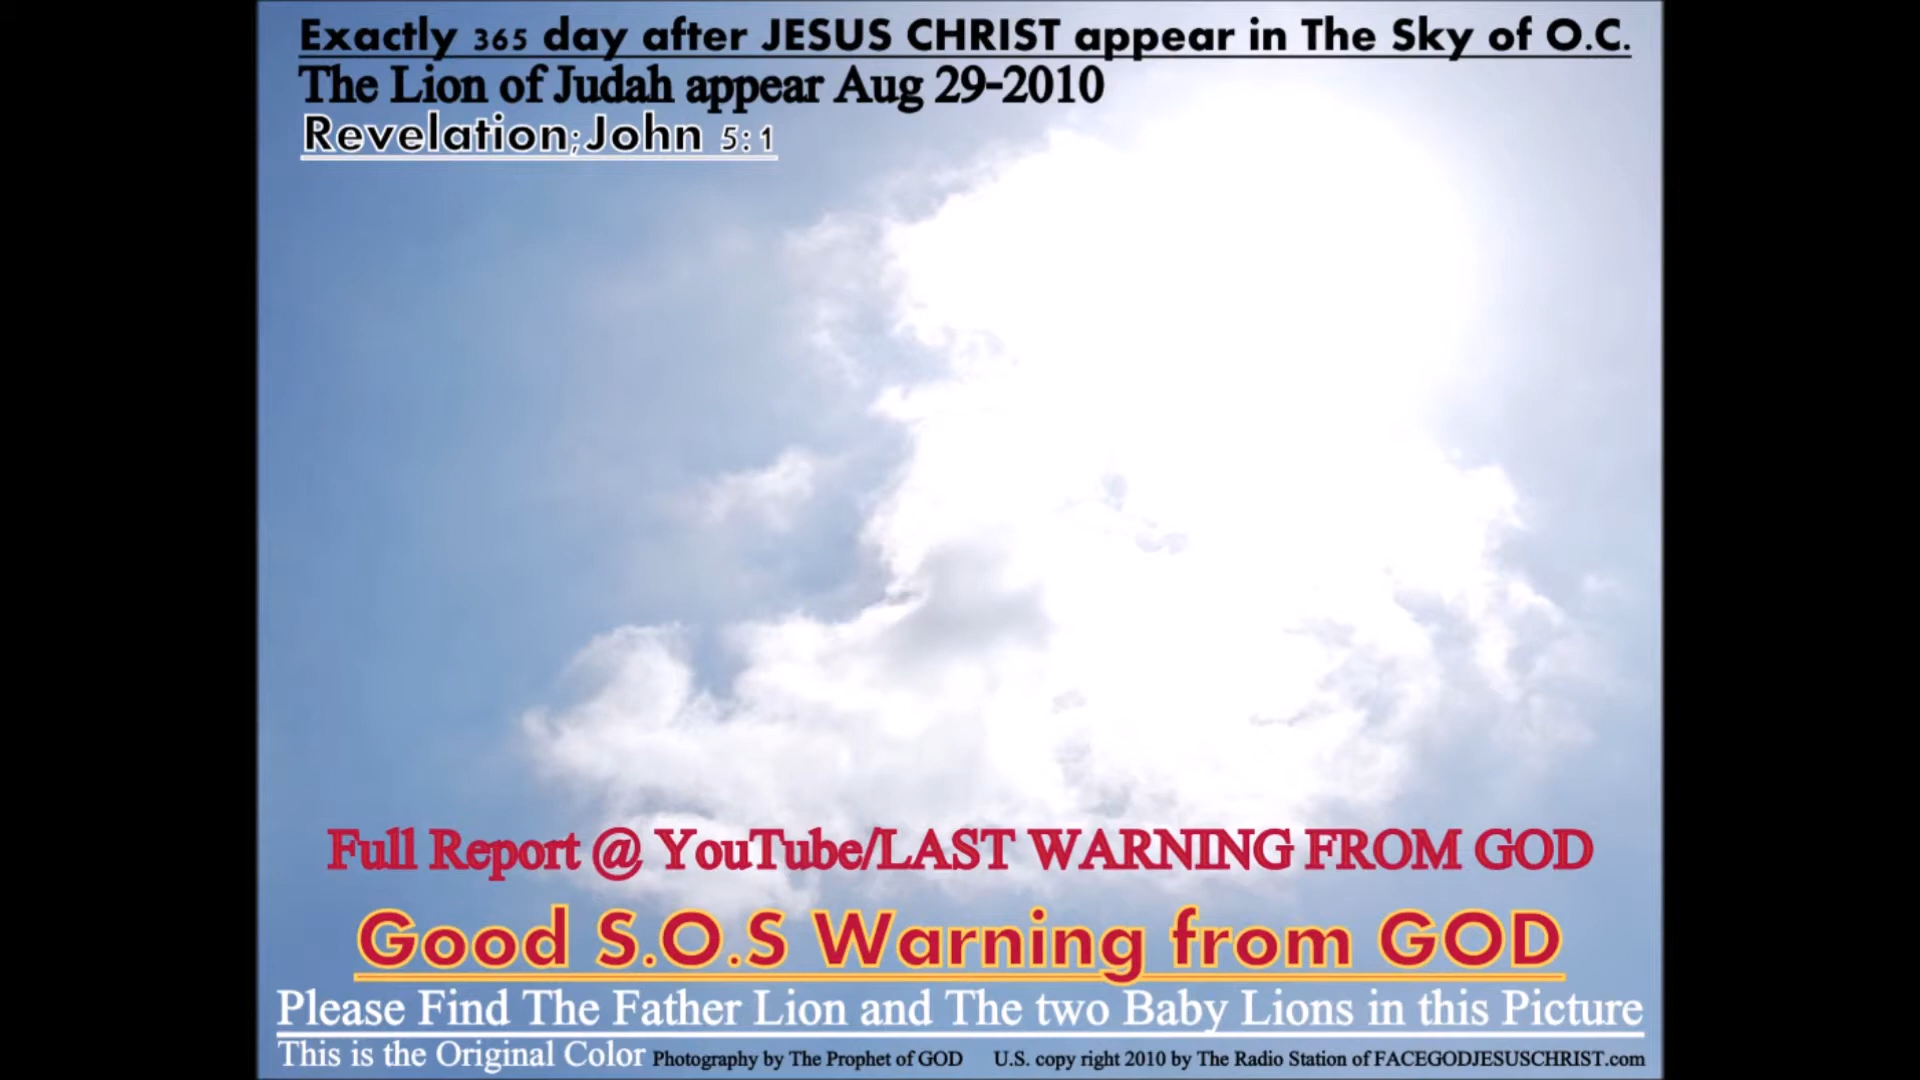 Exactly 365 day after JESUS CHRIST appear in The Sky of O.C.
The Lion of Judah appear Aug 29-2010
Revelation;John 5:1
Full Report @ YouTube/LAST WARNING FROM GOD
Good S.O.S Warning from GOD
Please Find The Father Lion and The two Baby Lions in this Picture
This is the Original Color Photography by The Prophet of GOD U.S. copy right 2010 by The Radio Station of FACEGODJESUSCHRIST.com